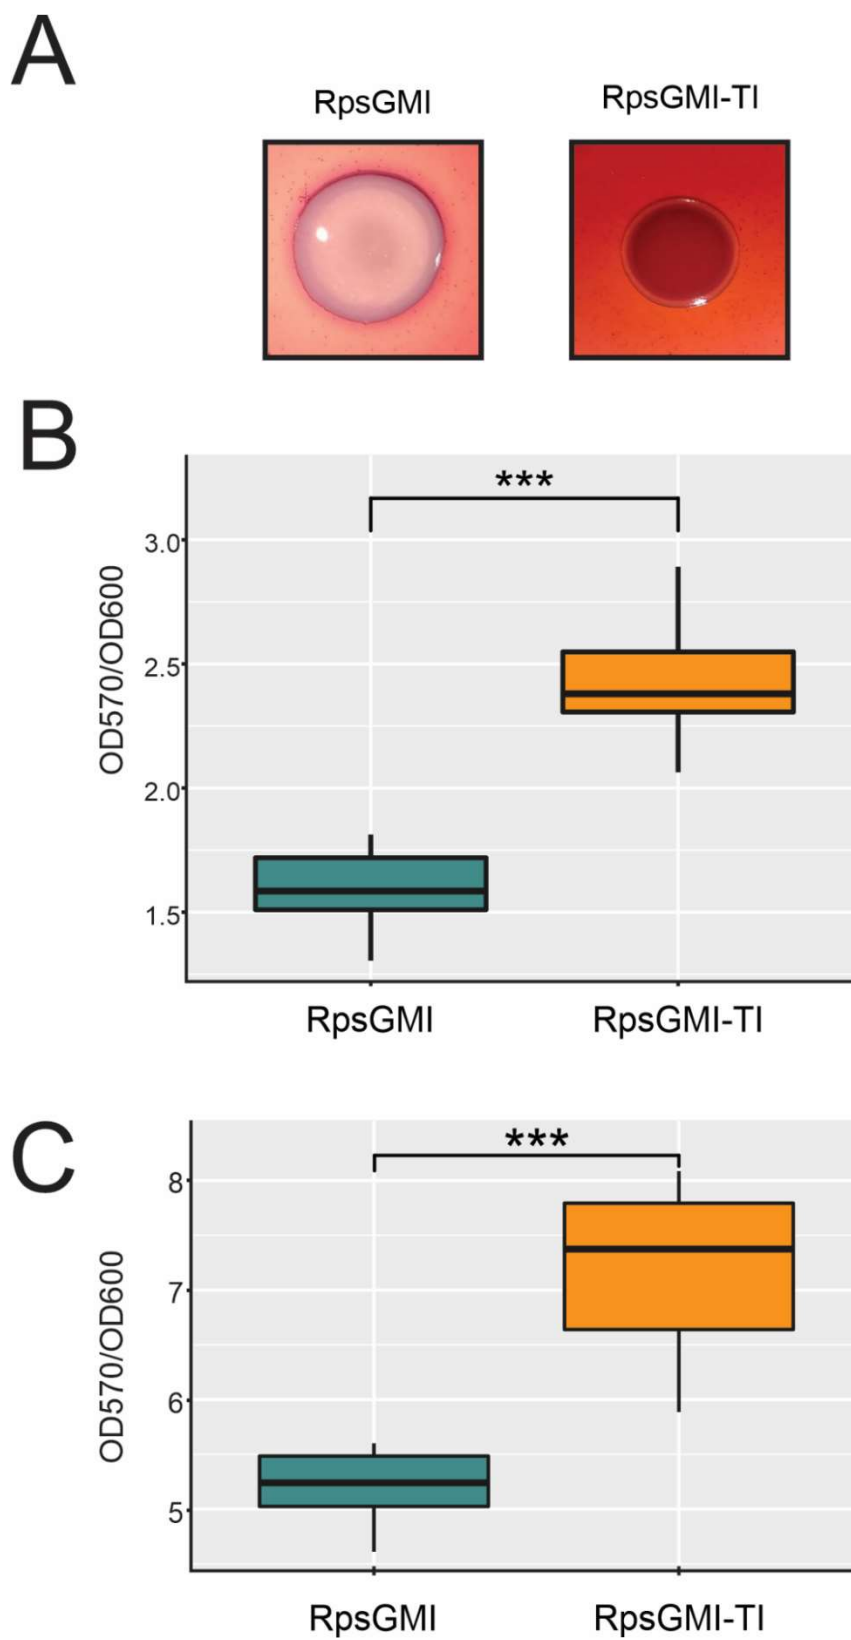 A
RpsGMI RpsGMI-TI
B
***
3.0
2.5
2.0
1.5
OD570/OD600
RpsGMI RpsGMI-TI
C
***
8
7
6
5
OD570/OD600
RpsGMI RpsGMI-TI